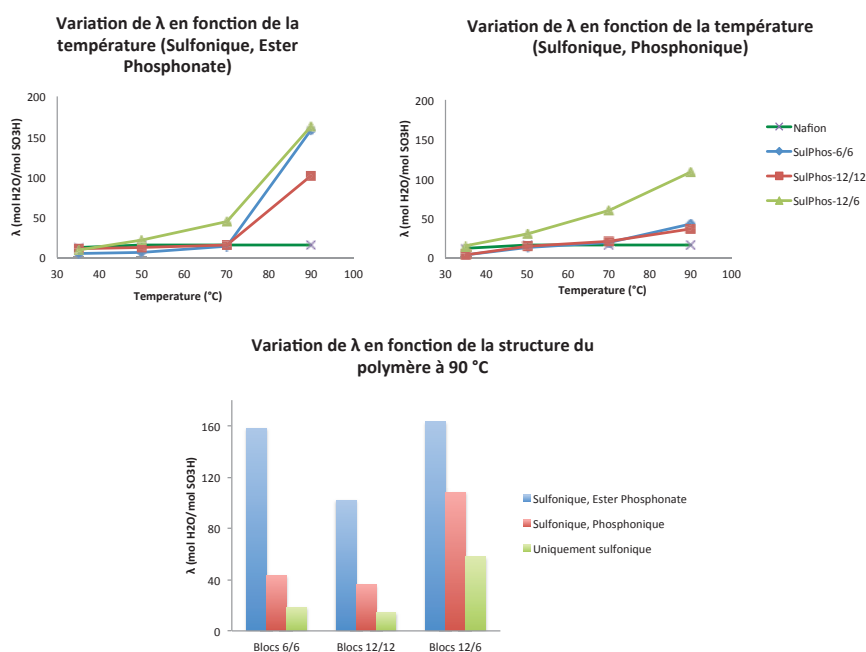 Variation de λ en fonction de la
température (Sulfonique, Ester
Phosphonate)
λ (mol H2O/mol SO3H)
200
150
100
50
0
30 40 50 60 70 80 90 100
Temperature (°C)
Variation de λ en fonction de la température
(Sulfonique, Phosphonique)
λ (mol H2O/mol SO3H)
200
150
100
50
0
30 40 50 60 70 80 90 100
Temperature (°C)
Nafion
SulPhos-6/6
SulPhos-12/12
SulPhos-12/6
Variation de λ en fonction de la structure du
polymère à 90 °C
λ (mol H2O/mol SO3H)
160
120
80
40
0
Blocs 6/6 Blocs 12/12 Blocs 12/6
Sulfonique, Ester Phosphonate
Sulfonique, Phosphonique
Uniquement sulfonique